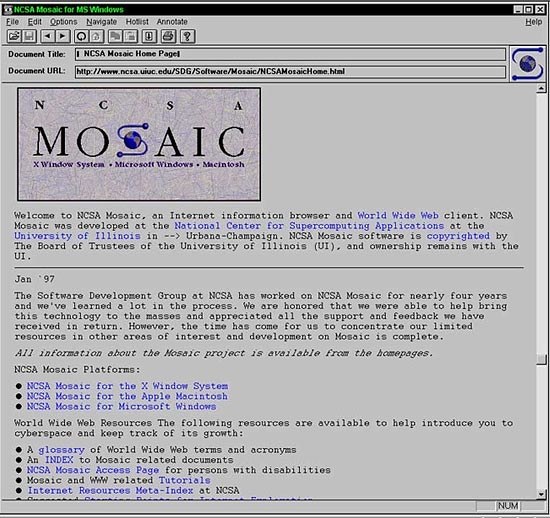 NCSA Mosaic for MS Windows
File Edit Options Navigate Hotlist Annotate Help
Document Title: NCSA Mosaic Home Page
Document URL: http://www.ncsa.uiuc.edu/SDG/Software/Mosaic/NCSAMosaicHome.html
N C S A
MOSAIC
X Window System • Microsoft Windows • Macintosh
Welcome to NCSA Mosaic, an Internet information browser and World Wide Web client. NCSA
Mosaic was developed at the National Center for Supercomputing Applications at the
University of Illinois in --> Urbana-Champaign. NCSA Mosaic software is copyrighted by
The Board of Trustees of the University of Illinois (UI), and ownership remains with the
UI.
Jan `97
The Software Development Group at NCSA has worked on NCSA Mosaic for nearly four years
and we've learned a lot in the process. We are honored that we were able to help bring
this technology to the masses and appreciated all the support and feedback we have
received in return. However, the time has come for us to concentrate our limited
resources in other areas of interest and development on Mosaic is complete.
All information about the Mosaic project is available from the homepages.
NCSA Mosaic Platforms:
● NCSA Mosaic for the X Window System
● NCSA Mosaic for the Apple Macintosh
● NCSA Mosaic for Microsoft Windows
World Wide Web Resources The following resources are available to help introduce you to
cyberspace and keep track of its growth:
● A glossary of World Wide Web terms and acronyms
● An INDEX to Mosaic related documents
● NCSA Mosaic Access Page for persons with disabilities
● Mosaic and WWW related Tutorials
● Internet Resources Meta-Index at NCSA
● Suggested Starting Points for Internet Exploration
NUM